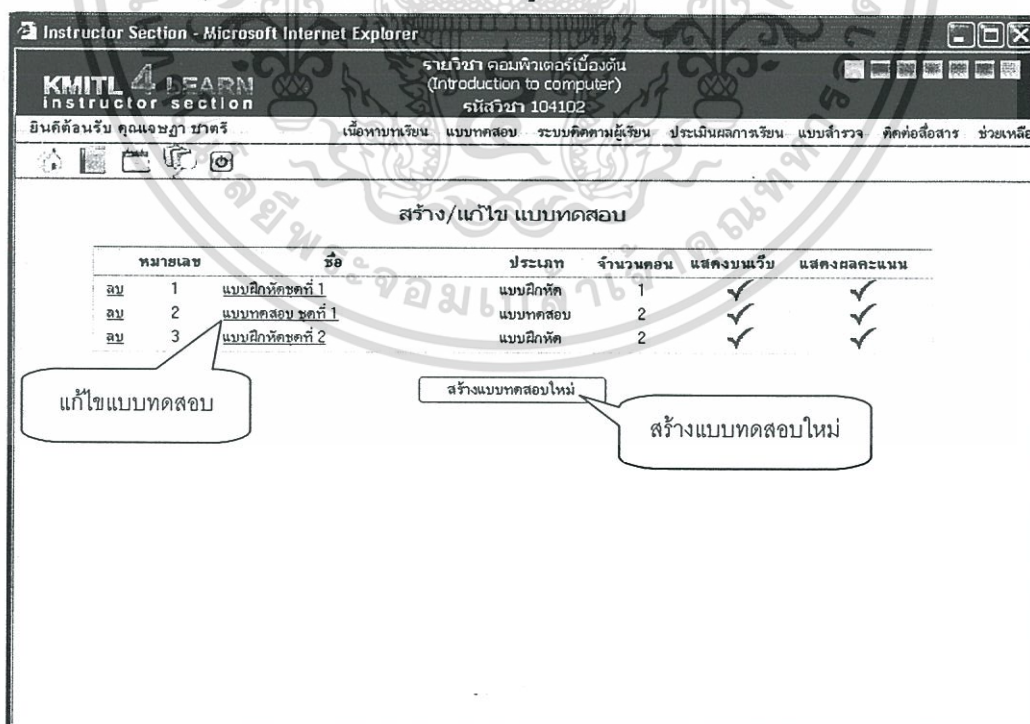 Instructor Section - Microsoft Internet Explorer
KMITL 4 LEARN
instructor section
รายวิชา คอมพิวเตอร์เบื้องต้น
(Introduction to computer)
รหัสวิชา 104102
ยินดีต้อนรับ คุณเจษฎา ชาตรี เนื้อหาบทเรียน แบบทดสอบ ระบบติดตามผู้เรียน ประเมินผลการเรียน แบบสำรวจ ติดต่อสื่อสาร ช่วยเหลือ
สร้าง/แก้ไข แบบทดสอบ
หมายเลข ชื่อ ประเภท จำนวนตอน แสดงบนเว็บ แสดงผลคะแนน
ลบ 1 แบบฝึกหัดชุดที่ 1 แบบฝึกหัด 1
ลบ 2 แบบทดสอบ ชุดที่ 1 แบบทดสอบ 2
ลบ 3 แบบฝึกหัดชุดที่ 2 แบบฝึกหัด 2
แก้ไขแบบทดสอบ
สร้างแบบทดสอบใหม่
สร้างแบบทดสอบใหม่